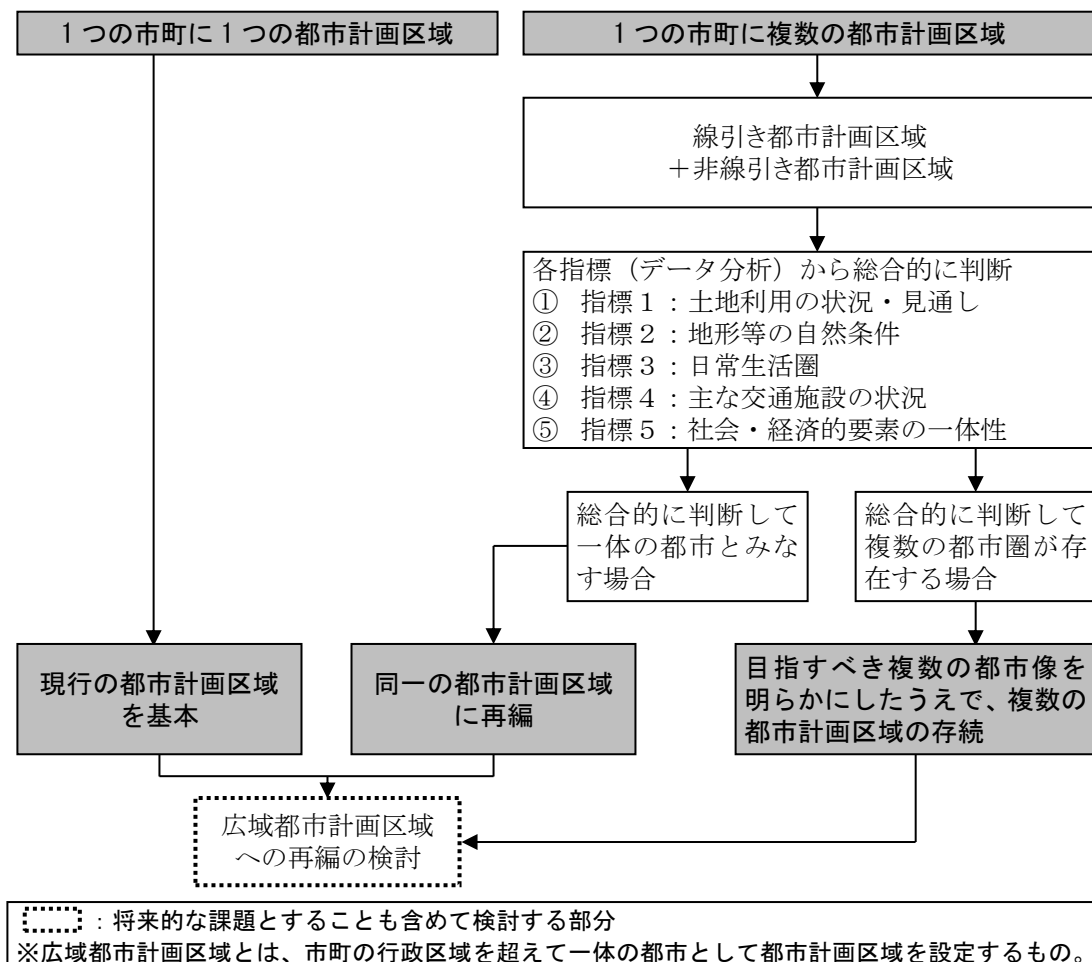 １つの市町に１つの都市計画区域
１つの市町に複数の都市計画区域
線引き都市計画区域
＋非線引き都市計画区域
各指標（データ分析）から総合的に判断
① 指標１：土地利用の状況・見通し
② 指標２：地形等の自然条件
③ 指標３：日常生活圏
④ 指標４：主な交通施設の状況
⑤ 指標５：社会・経済的要素の一体性
総合的に判断して
一体の都市とみな
す場合
総合的に判断して
複数の都市圏が存
在する場合
現行の都市計画区域
を基本
同一の都市計画区域
に再編
目指すべき複数の都市像を
明らかにしたうえで、複数の
都市計画区域の存続
広域都市計画区域
への再編の検討
：将来的な課題とすることも含めて検討する部分
※広域都市計画区域とは、市町の行政区域を超えて一体の都市として都市計画区域を設定するもの。